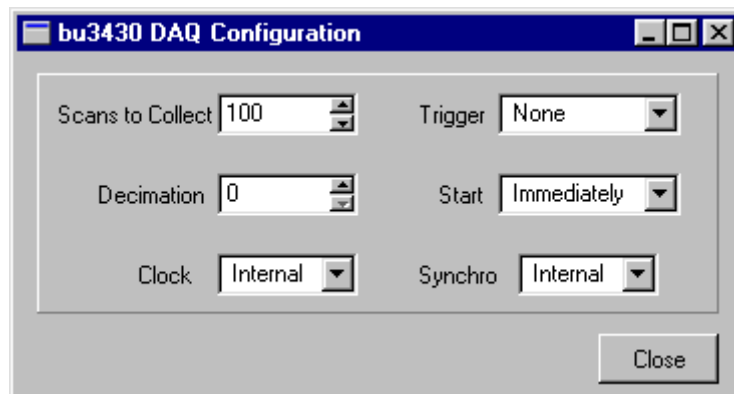 bu3430 DAQ Configuration
Scans to Collect 100 Trigger None
Decimation 0 Start Immediately
Clock Internal Synchro Internal
Close